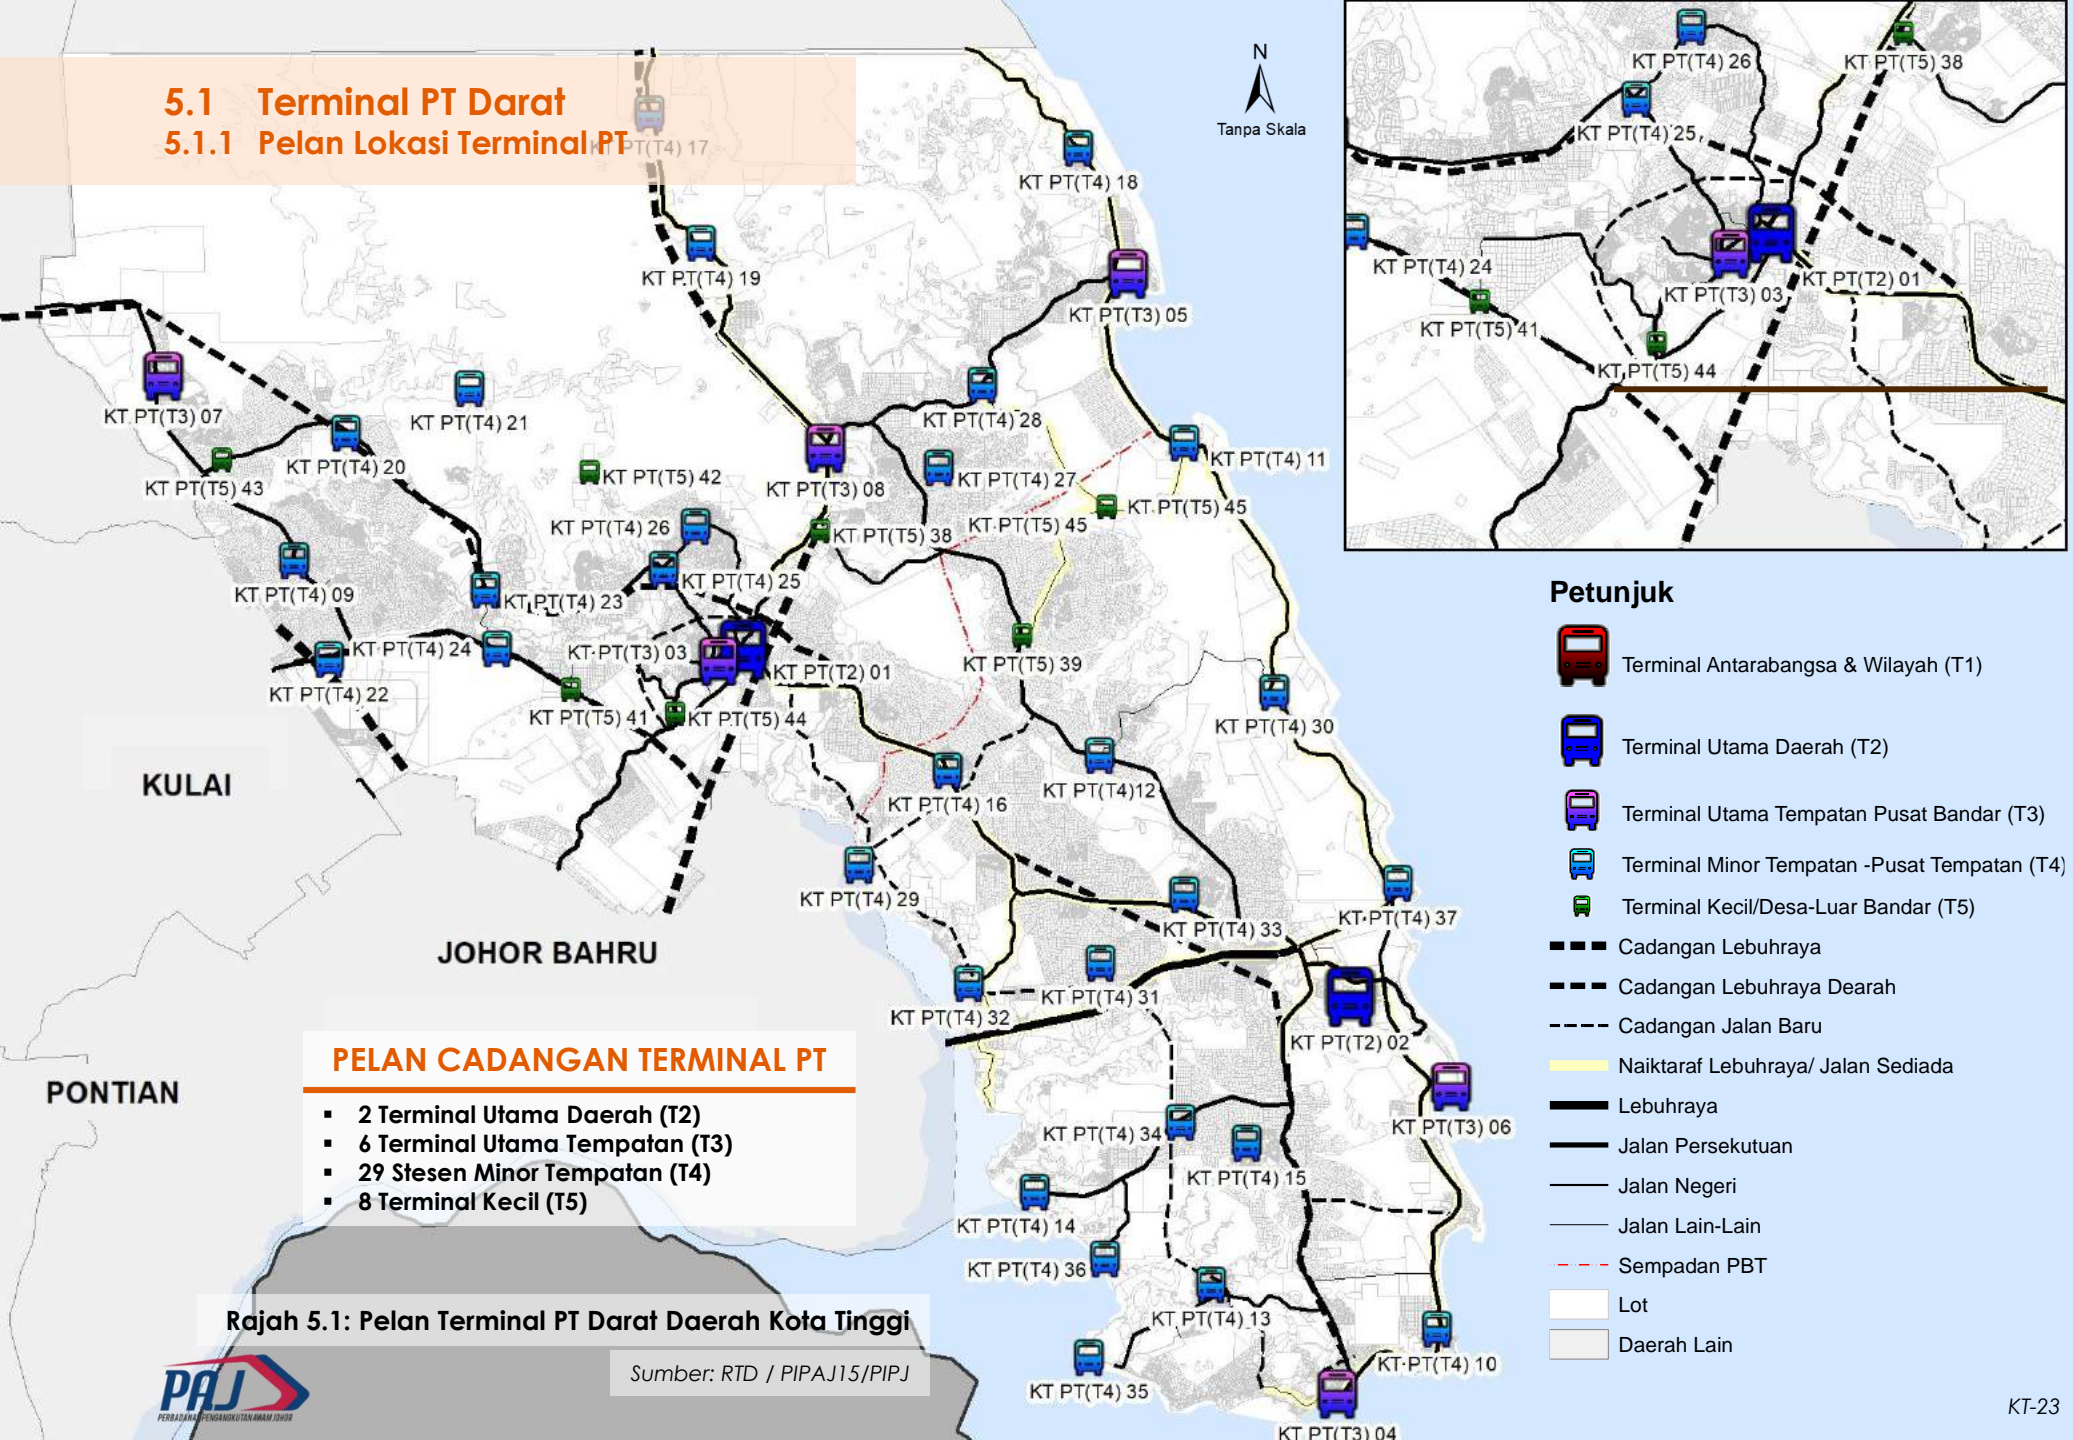 5.1 Terminal PT Darat
5.1.1 Pelan Lokasi Terminal PT
N
Tanpa Skala
KT PT(T4) 17
KT PT(T4) 18
KT PT(T4) 19
KT PT(T3) 05
KT PT(T3) 07
KT PT(T4) 21
KT PT(T4) 28
KT PT(T4) 20
KT PT(T4) 11
KT PT(T5) 43
KT PT(T5) 42
KT PT(T3) 08
KT PT(T4) 27
KT PT(T5) 45
KT PT(T5) 45
KT PT(T4) 26
KT PT(T5) 38
KT PT(T4) 25
KT PT(T4) 09
KT PT(T4) 23
KT PT(T4) 24
KT PT(T3) 03
KT PT(T2) 01
KT PT(T5) 39
KT PT(T4) 22
KT PT(T5) 41
KT PT(T5) 44
KT PT(T4) 30
KULAI
KT PT(T4) 16
KT PT(T4)12
KT PT(T4) 29
KT PT(T4) 33
KT PT(T4) 37
JOHOR BAHRU
KT PT(T4) 31
KT PT(T4) 32
KT PT(T2) 02
PONTIAN
KT PT(T3) 06
KT PT(T4) 34
KT PT(T4) 15
KT PT(T4) 14
KT PT(T4) 36
KT PT(T4) 13
KT PT(T4) 10
KT PT(T4) 35
KT PT(T3) 04
PELAN CADANGAN TERMINAL PT
▪ 2 Terminal Utama Daerah (T2)
▪ 6 Terminal Utama Tempatan (T3)
▪ 29 Stesen Minor Tempatan (T4)
▪ 8 Terminal Kecil (T5)
Rajah 5.1: Pelan Terminal PT Darat Daerah Kota Tinggi
Sumber: RTD / PIPAJ15/PIPJ
PAJ
PERBADANAN PENGANGKUTAN AWAM JOHOR
KT PT(T4) 26
KT PT(T5) 38
KT PT(T4) 25
KT PT(T4) 24
KT PT(T2) 01
KT PT(T3) 03
KT PT(T5) 41
KT PT(T5) 44
Petunjuk
Terminal Antarabangsa & Wilayah (T1)
Terminal Utama Daerah (T2)
Terminal Utama Tempatan Pusat Bandar (T3)
Terminal Minor Tempatan -Pusat Tempatan (T4)
Terminal Kecil/Desa-Luar Bandar (T5)
Cadangan Lebuhraya
Cadangan Lebuhraya Dearah
Cadangan Jalan Baru
Naiktaraf Lebuhraya/ Jalan Sediada
Lebuhraya
Jalan Persekutuan
Jalan Negeri
Jalan Lain-Lain
Sempadan PBT
Lot
Daerah Lain
KT-23